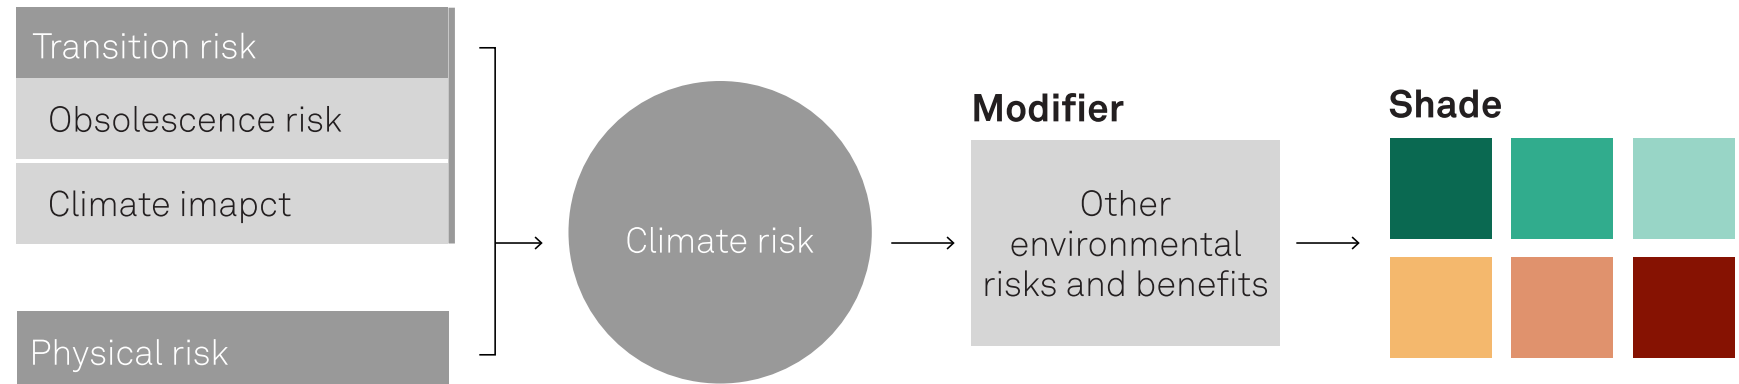 Transition risk
Obsolescence risk
Climate imapct
Physical risk
Climate risk
Modifier
Other
environmental
risks and benefits
Shade